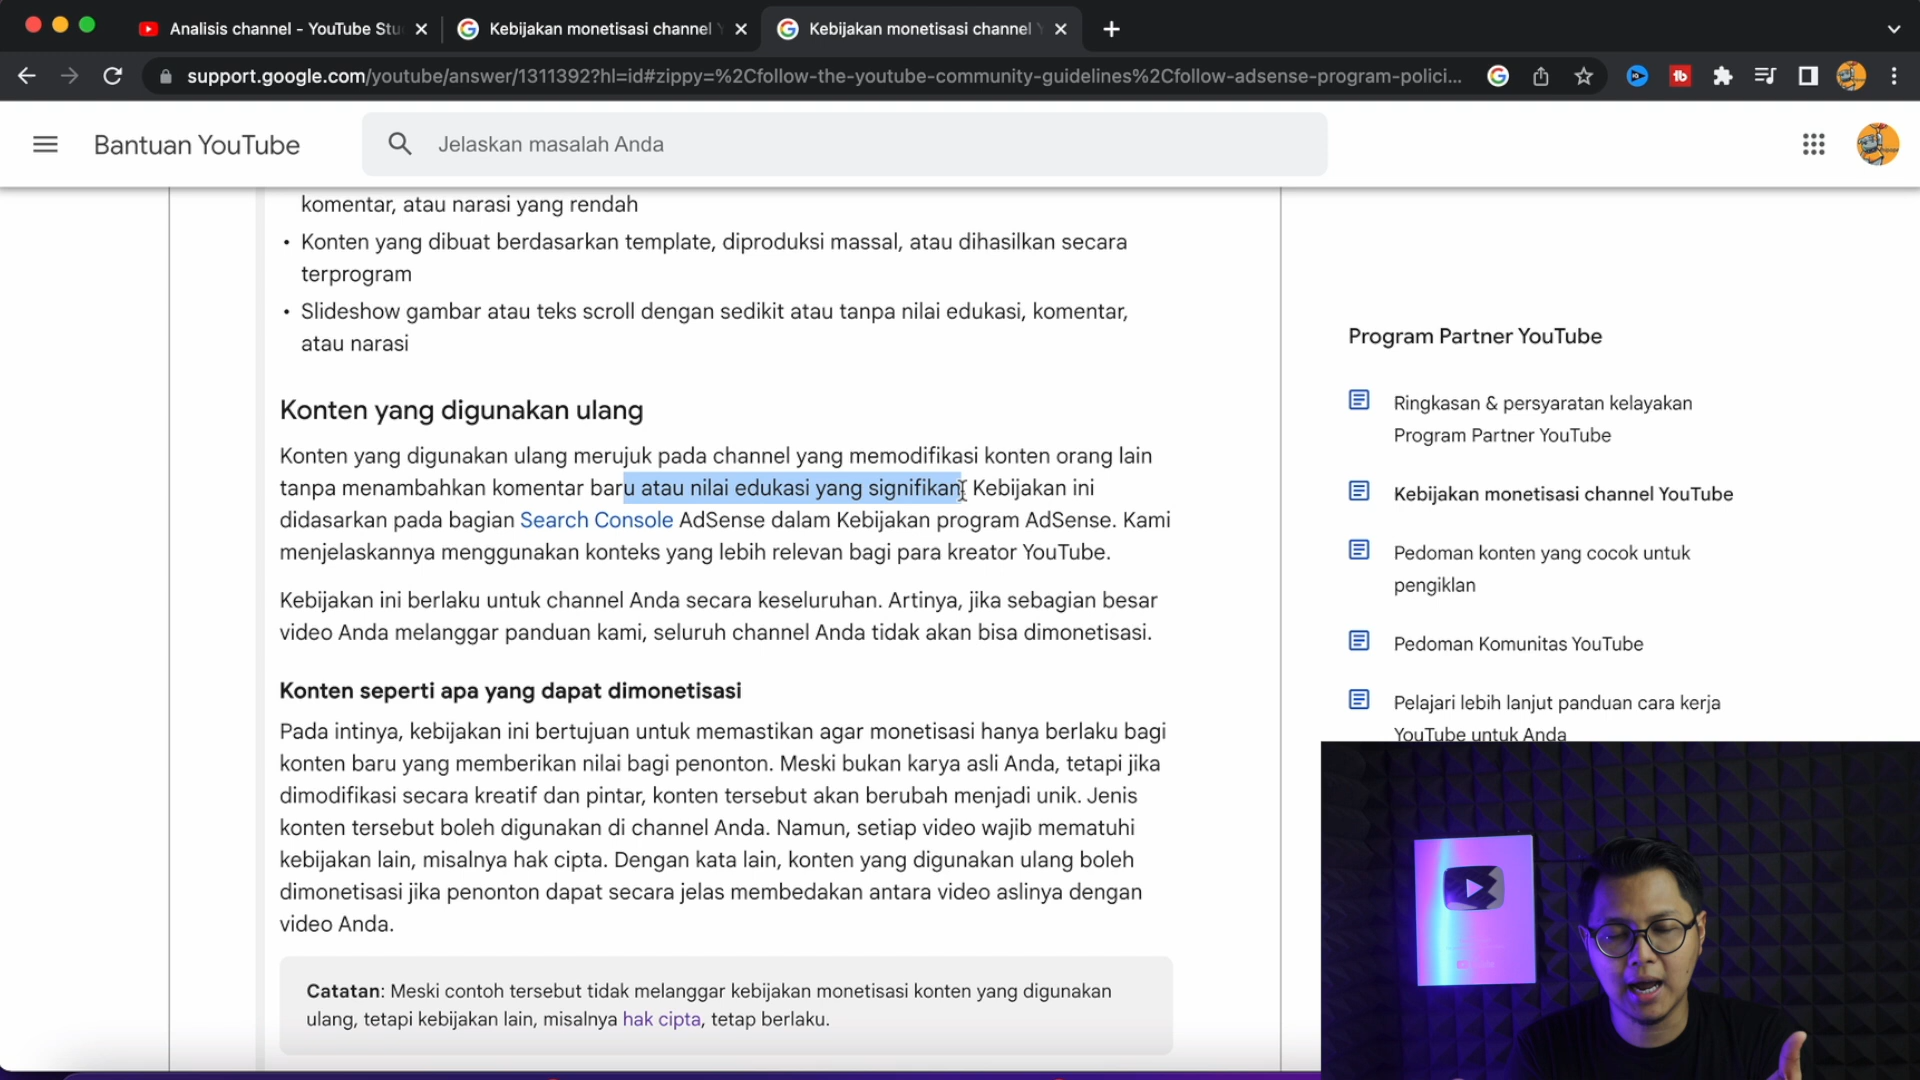 Analisis channel - YouTube Stu
Kebijakan monetisasi channel
Kebijakan monetisasi channel
support.google.com/youtube/answer/1311392?hl=id#zippy=%2Cfollow-the-youtube-community-guidelines%2Cfollow-adsense-program-polici...
Bantuan YouTube
Jelaskan masalah Anda
komentar, atau narasi yang rendah
• Konten yang dibuat berdasarkan template, diproduksi massal, atau dihasilkan secara
terprogram
• Slideshow gambar atau teks scroll dengan sedikit atau tanpa nilai edukasi, komentar,
atau narasi
Konten yang digunakan ulang
Konten yang digunakan ulang merujuk pada channel yang memodifikasi konten orang lain
tanpa menambahkan komentar baru atau nilai edukasi yang signifikan. Kebijakan ini
didasarkan pada bagian Search Console AdSense dalam Kebijakan program AdSense. Kami
menjelaskannya menggunakan konteks yang lebih relevan bagi para kreator YouTube.
Kebijakan ini berlaku untuk channel Anda secara keseluruhan. Artinya, jika sebagian besar
video Anda melanggar panduan kami, seluruh channel Anda tidak akan bisa dimonetisasi.
Konten seperti apa yang dapat dimonetisasi
Pada intinya, kebijakan ini bertujuan untuk memastikan agar monetisasi hanya berlaku bagi
konten baru yang memberikan nilai bagi penonton. Meski bukan karya asli Anda, tetapi jika
dimodifikasi secara kreatif dan pintar, konten tersebut akan berubah menjadi unik. Jenis
konten tersebut boleh digunakan di channel Anda. Namun, setiap video wajib mematuhi
kebijakan lain, misalnya hak cipta. Dengan kata lain, konten yang digunakan ulang boleh
dimonetisasi jika penonton dapat secara jelas membedakan antara video aslinya dengan
video Anda.
Catatan: Meski contoh tersebut tidak melanggar kebijakan monetisasi konten yang digunakan
ulang, tetapi kebijakan lain, misalnya hak cipta, tetap berlaku.
Program Partner YouTube
Ringkasan & persyaratan kelayakan
Program Partner YouTube
Kebijakan monetisasi channel YouTube
Pedoman konten yang cocok untuk
pengiklan
Pedoman Komunitas YouTube
Pelajari lebih lanjut panduan cara kerja
YouTube untuk Anda